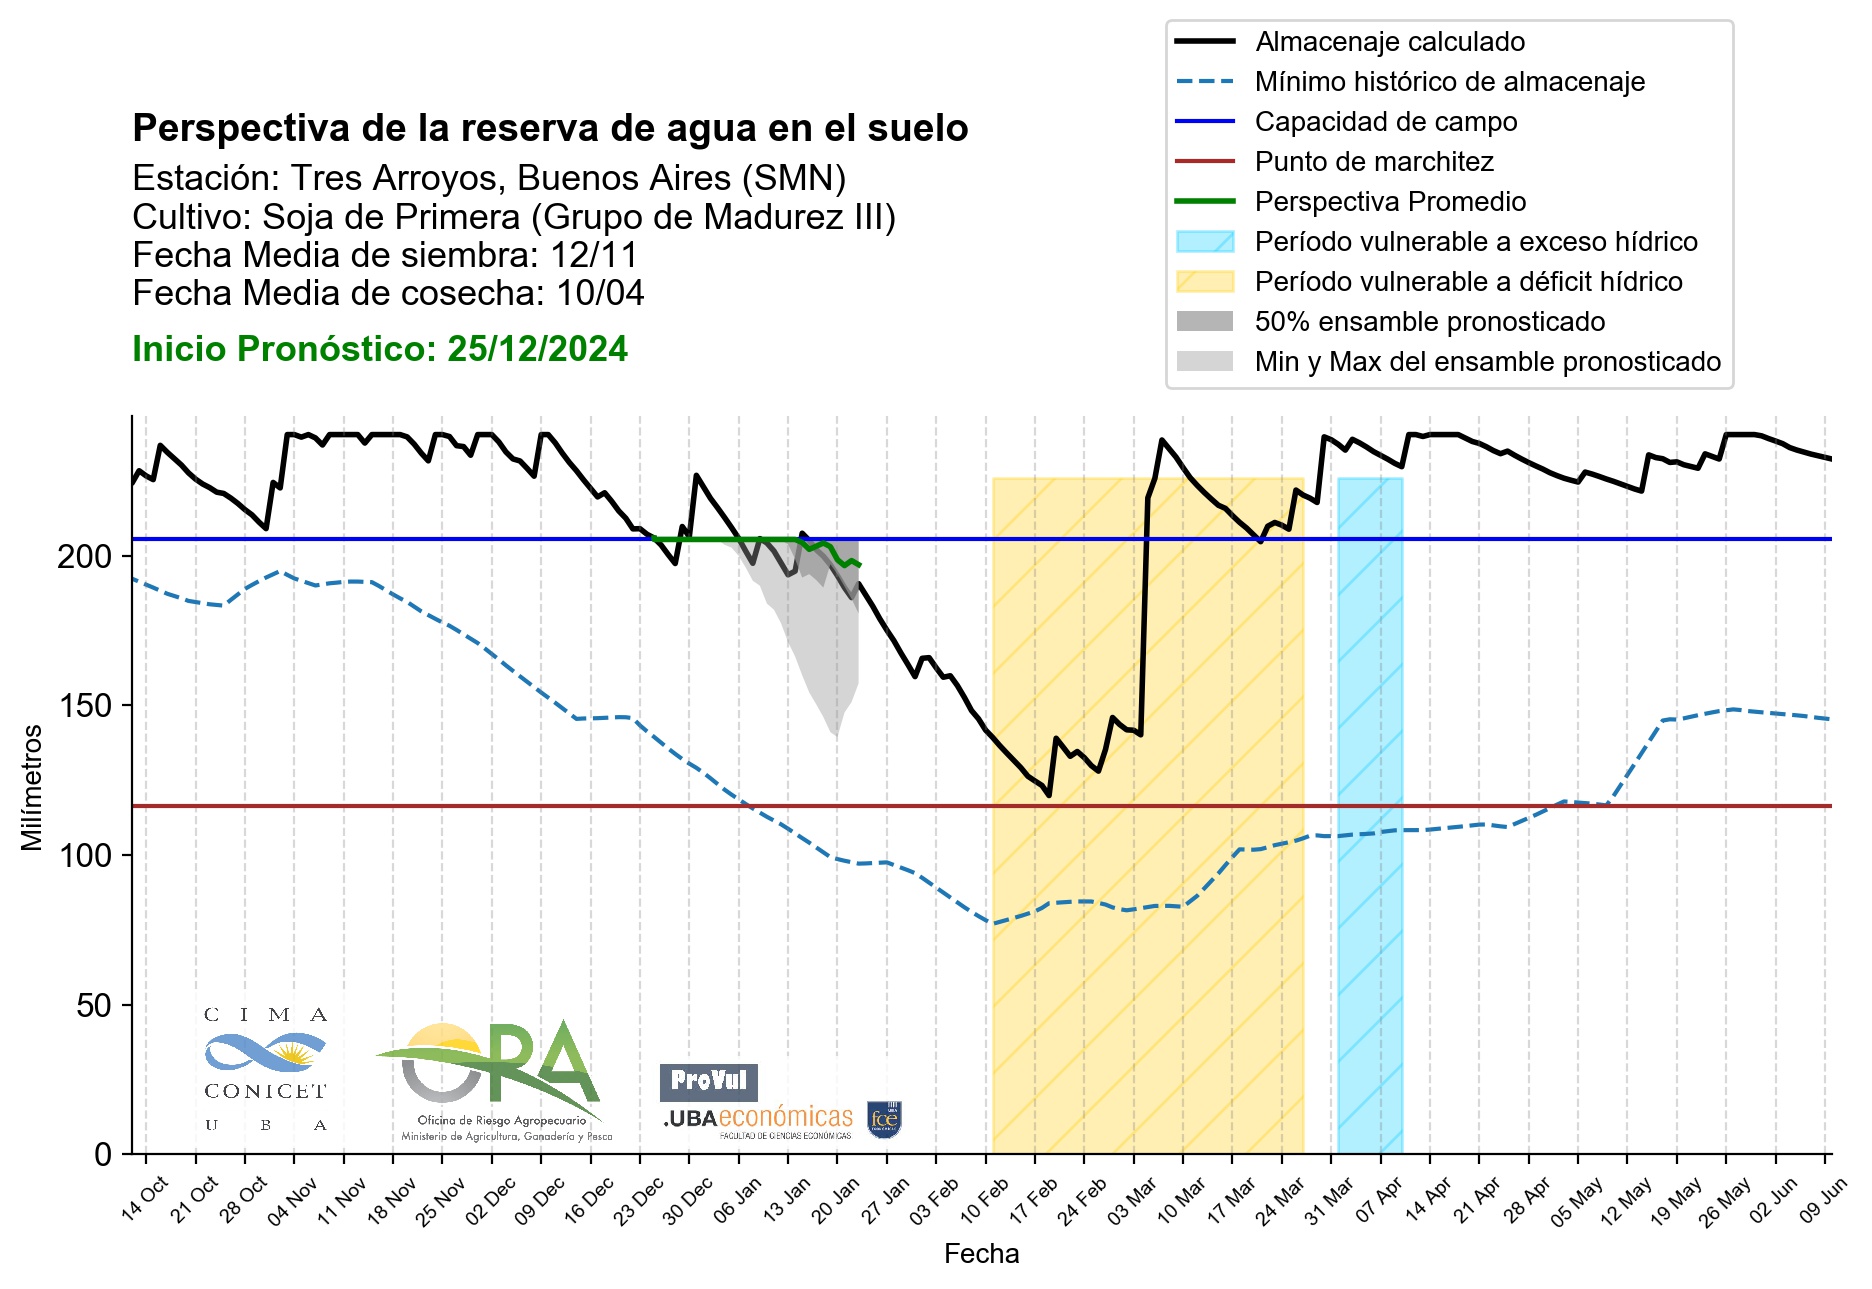 Almacenaje calculado
Mínimo histórico de almacenaje
Capacidad de campo
Punto de marchitez
Perspectiva Promedio
Período vulnerable a exceso hídrico
Período vulnerable a déficit hídrico
50% ensamble pronosticado
Min y Max del ensamble pronosticado
Perspectiva de la reserva de agua en el suelo
Estación: Tres Arroyos, Buenos Aires (SMN)
Cultivo: Soja de Primera (Grupo de Madurez III)
Fecha Media de siembra: 12/11
Fecha Media de cosecha: 10/04
Inicio Pronóstico: 25/12/2024
Milímetros
200
150
100
50
0
CIMA
CONICET
UBA
ORA
Oficina de Riesgo Agropecuario
Ministerio de Agricultura, Ganadería y Pesca
ProVul
.UBAeconómicas
FACULTAD DE CIENCIAS ECONÓMICAS
UBA
fce
ECONÓMICAS
14 Oct 21 Oct 28 Oct 04 Nov 11 Nov 18 Nov 25 Nov 02 Dec 09 Dec 16 Dec 23 Dec 30 Dec 06 Jan 13 Jan 20 Jan 27 Jan 03 Feb 10 Feb 17 Feb 24 Feb 03 Mar 10 Mar 17 Mar 24 Mar 31 Mar 07 Apr 14 Apr 21 Apr 28 Apr 05 May 12 May 19 May 26 May 02 Jun 09 Jun
Fecha